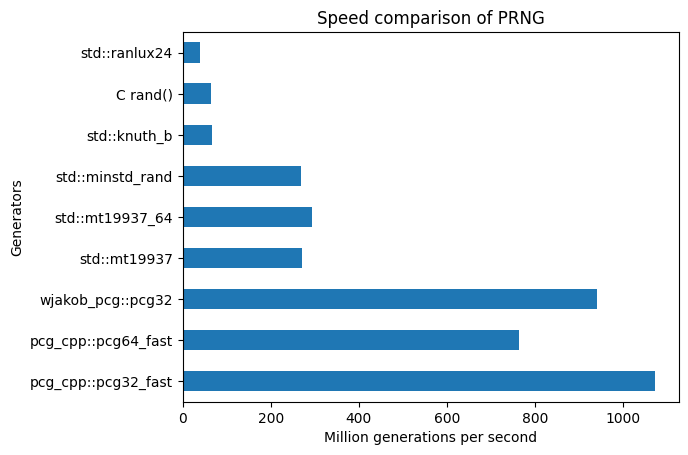 Speed comparison of PRNG
Generators
std::ranlux24
C rand()
std::knuth_b
std::minstd_rand
std::mt19937_64
std::mt19937
wjakob_pcg::pcg32
pcg_cpp::pcg64_fast
pcg_cpp::pcg32_fast
0 200 400 600 800 1000
Million generations per second